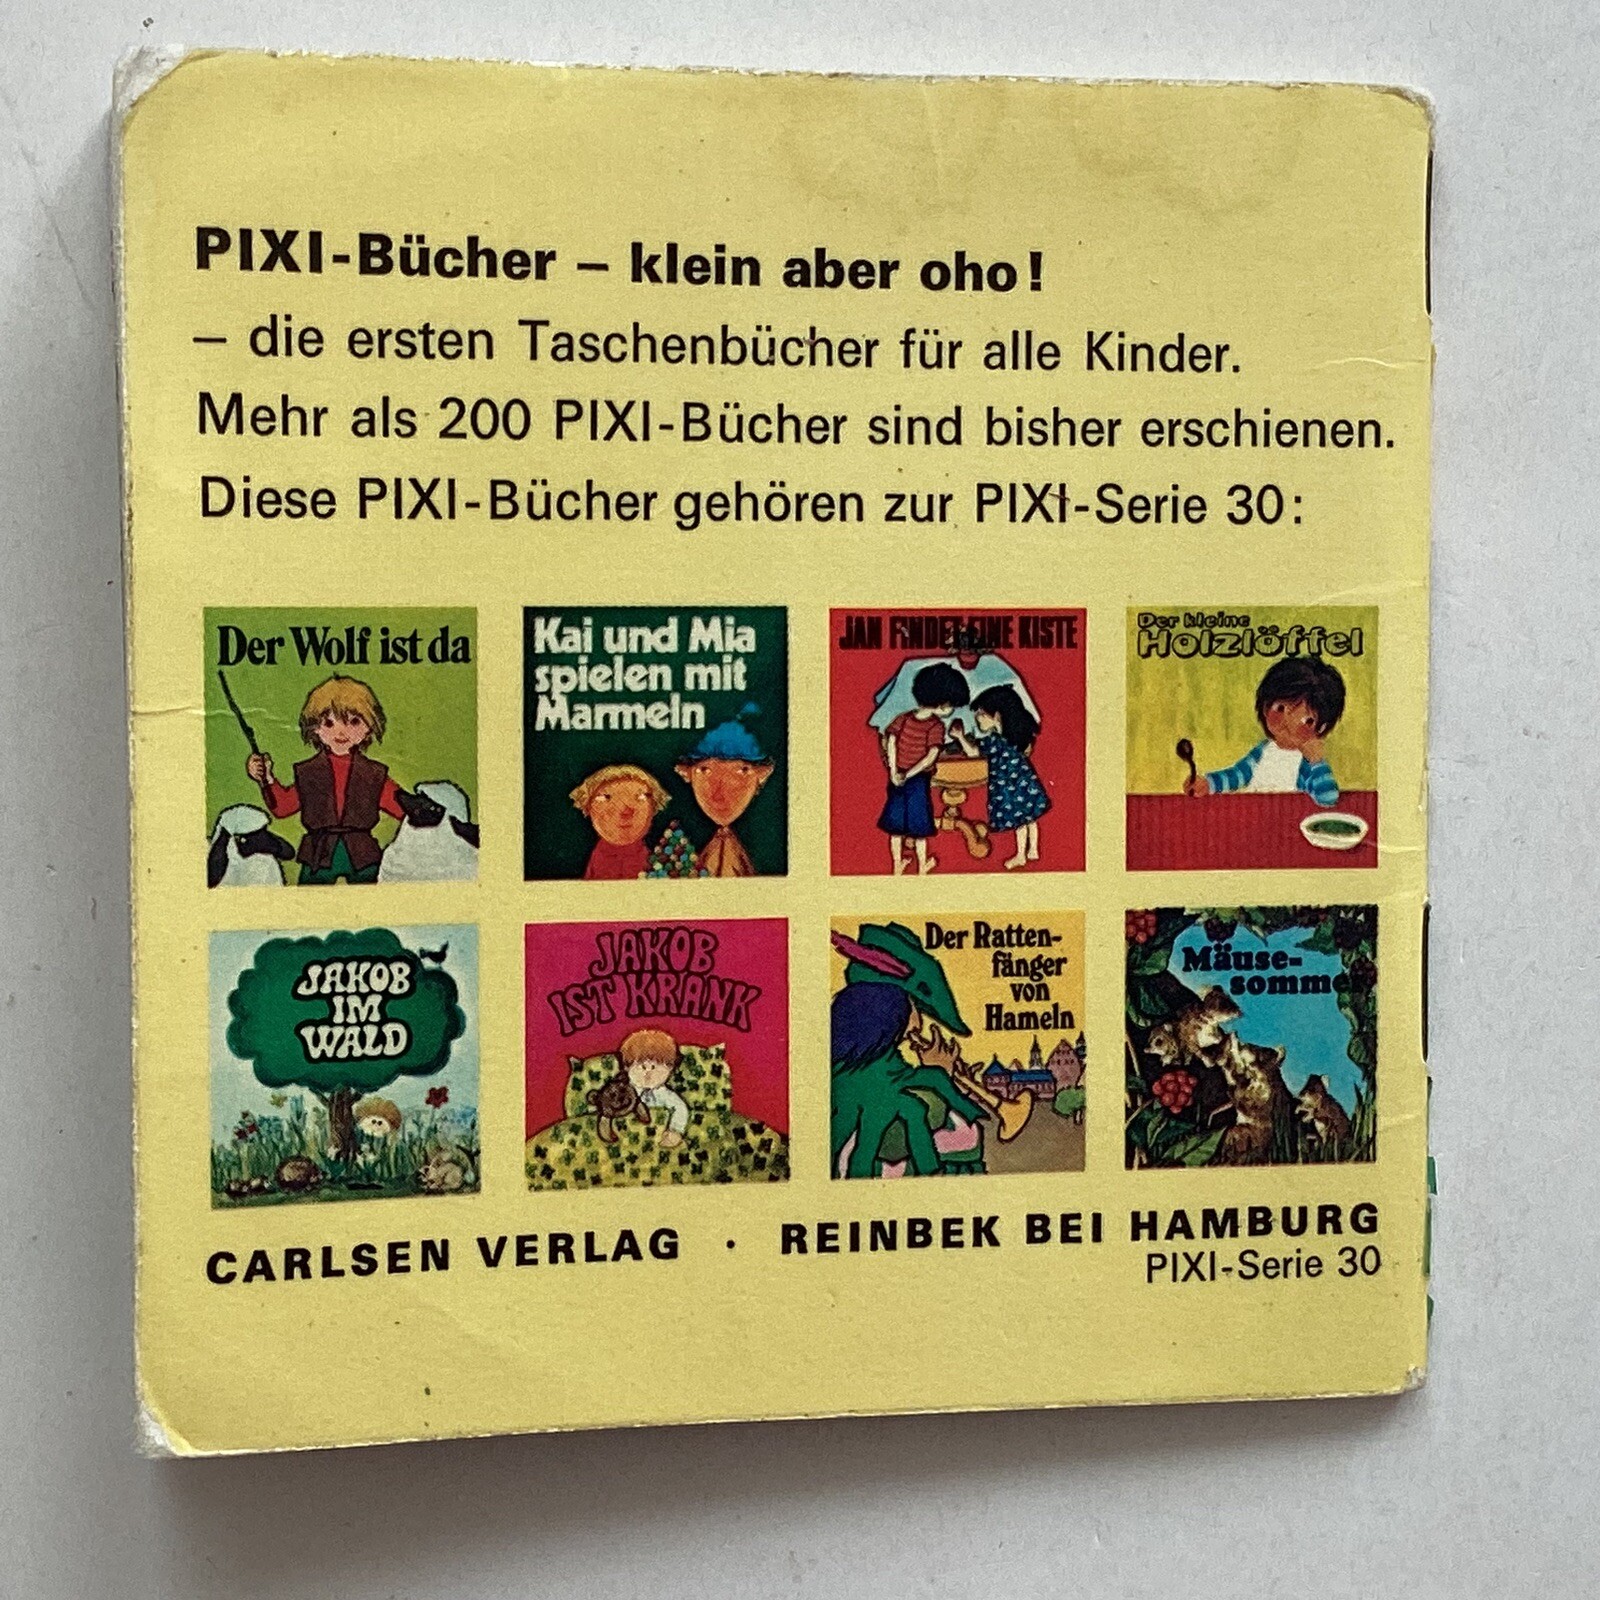 PIXI-Bücher – klein aber oho!
– die ersten Taschenbücher für alle Kinder.
Mehr als 200 PIXI-Bücher sind bisher erschienen.
Diese PIXI-Bücher gehören zur PIXI-Serie 30:
Der Wolf ist da
Kai und Mia
spielen mit
Marmeln
JAN FINDET EINE KISTE
Der kleine
Holzlöffel
JAKOB
IM
WALD
JAKOB
IST KRANK
Der Ratten-
fänger
von
Hameln
Mäuse-
sommer
CARLSEN VERLAG · REINBEK BEI HAMBURG
PIXI-Serie 30